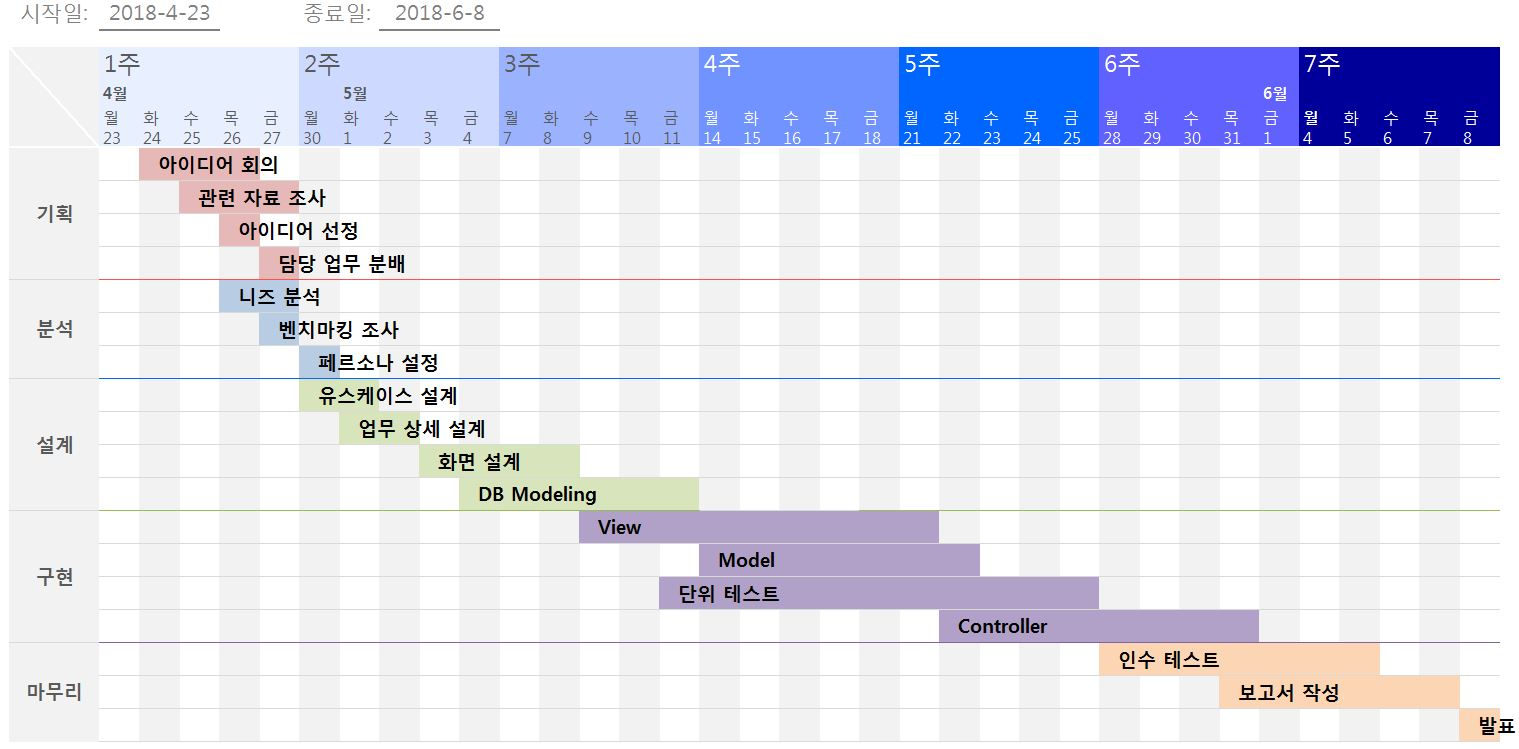 시작일: 2018-4-23 종료일: 2018-6-8
1주 2주 3주 4주 5주 6주 7주
4월 5월 6월
월 화 수 목 금 월 화 수 목 금 월 화 수 목 금 월 화 수 목 금 월 화 수 목 금 월 화 수 목 금 월 화 수 목 금
23 24 25 26 27 30 1 2 3 4 7 8 9 10 11 14 15 16 17 18 21 22 23 24 25 28 29 30 31 1 4 5 6 7 8
기획
아이디어 회의
관련 자료 조사
아이디어 선정
담당 업무 분배
분석
니즈 분석
벤치마킹 조사
페르소나 설정
설계
유스케이스 설계
업무 상세 설계
화면 설계
DB Modeling
구현
View
Model
단위 테스트
Controller
마무리
인수 테스트
보고서 작성
발표